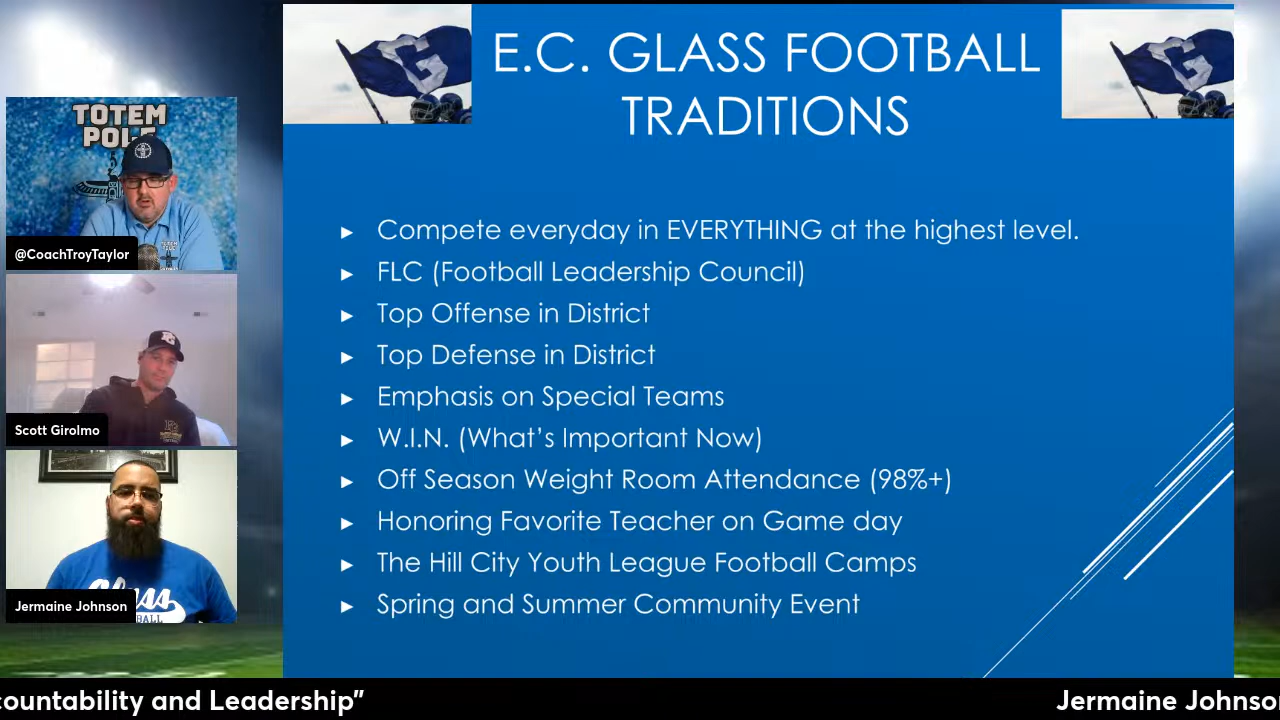 E.C. GLASS FOOTBALL
TRADITIONS
G
G
TOTEM
POLE
@CoachTroyTaylor
Scott Girolmo
Jermaine Johnson
► Compete everyday in EVERYTHING at the highest level.
► FLC (Football Leadership Council)
► Top Offense in District
► Top Defense in District
► Emphasis on Special Teams
► W.I.N. (What’s Important Now)
► Off Season Weight Room Attendance (98%+)
► Honoring Favorite Teacher on Game day
► The Hill City Youth League Football Camps
► Spring and Summer Community Event
countability and Leadership” Jermaine Johnson